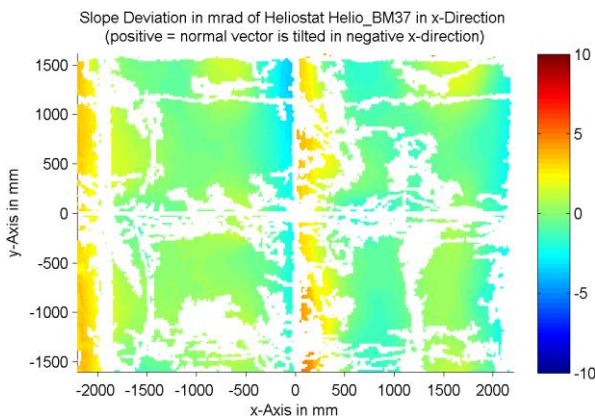 Slope Deviation in mrad of Heliostat Helio_BM37 in x-Direction
(positive = normal vector is tilted in negative x-direction)
1500
1000
500
0
-500
-1000
-1500
y-Axis in mm
-2000 -1500 -1000 -500 0 500 1000 1500 2000
x-Axis in mm
10
5
0
-5
-10